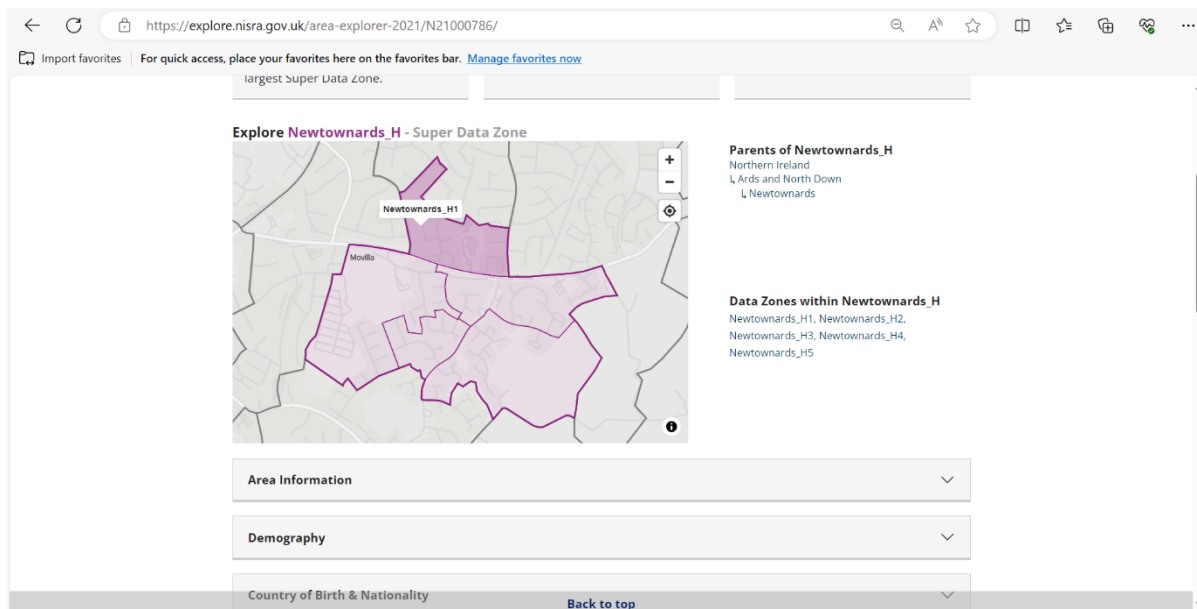 https://explore.nisra.gov.uk/area-explorer-2021/N21000786/
Import favorites
For quick access, place your favorites here on the favorites bar. Manage favorites now
largest Super Data Zone.
Explore Newtownards_H - Super Data Zone
Newtownards_H1
Movilla
Parents of Newtownards_H
Northern Ireland
Ards and North Down
Newtownards
Data Zones within Newtownards_H
Newtownards_H1, Newtownards_H2,
Newtownards_H3, Newtownards_H4,
Newtownards_H5
Area Information
Demography
Country of Birth & Nationality
Back to top